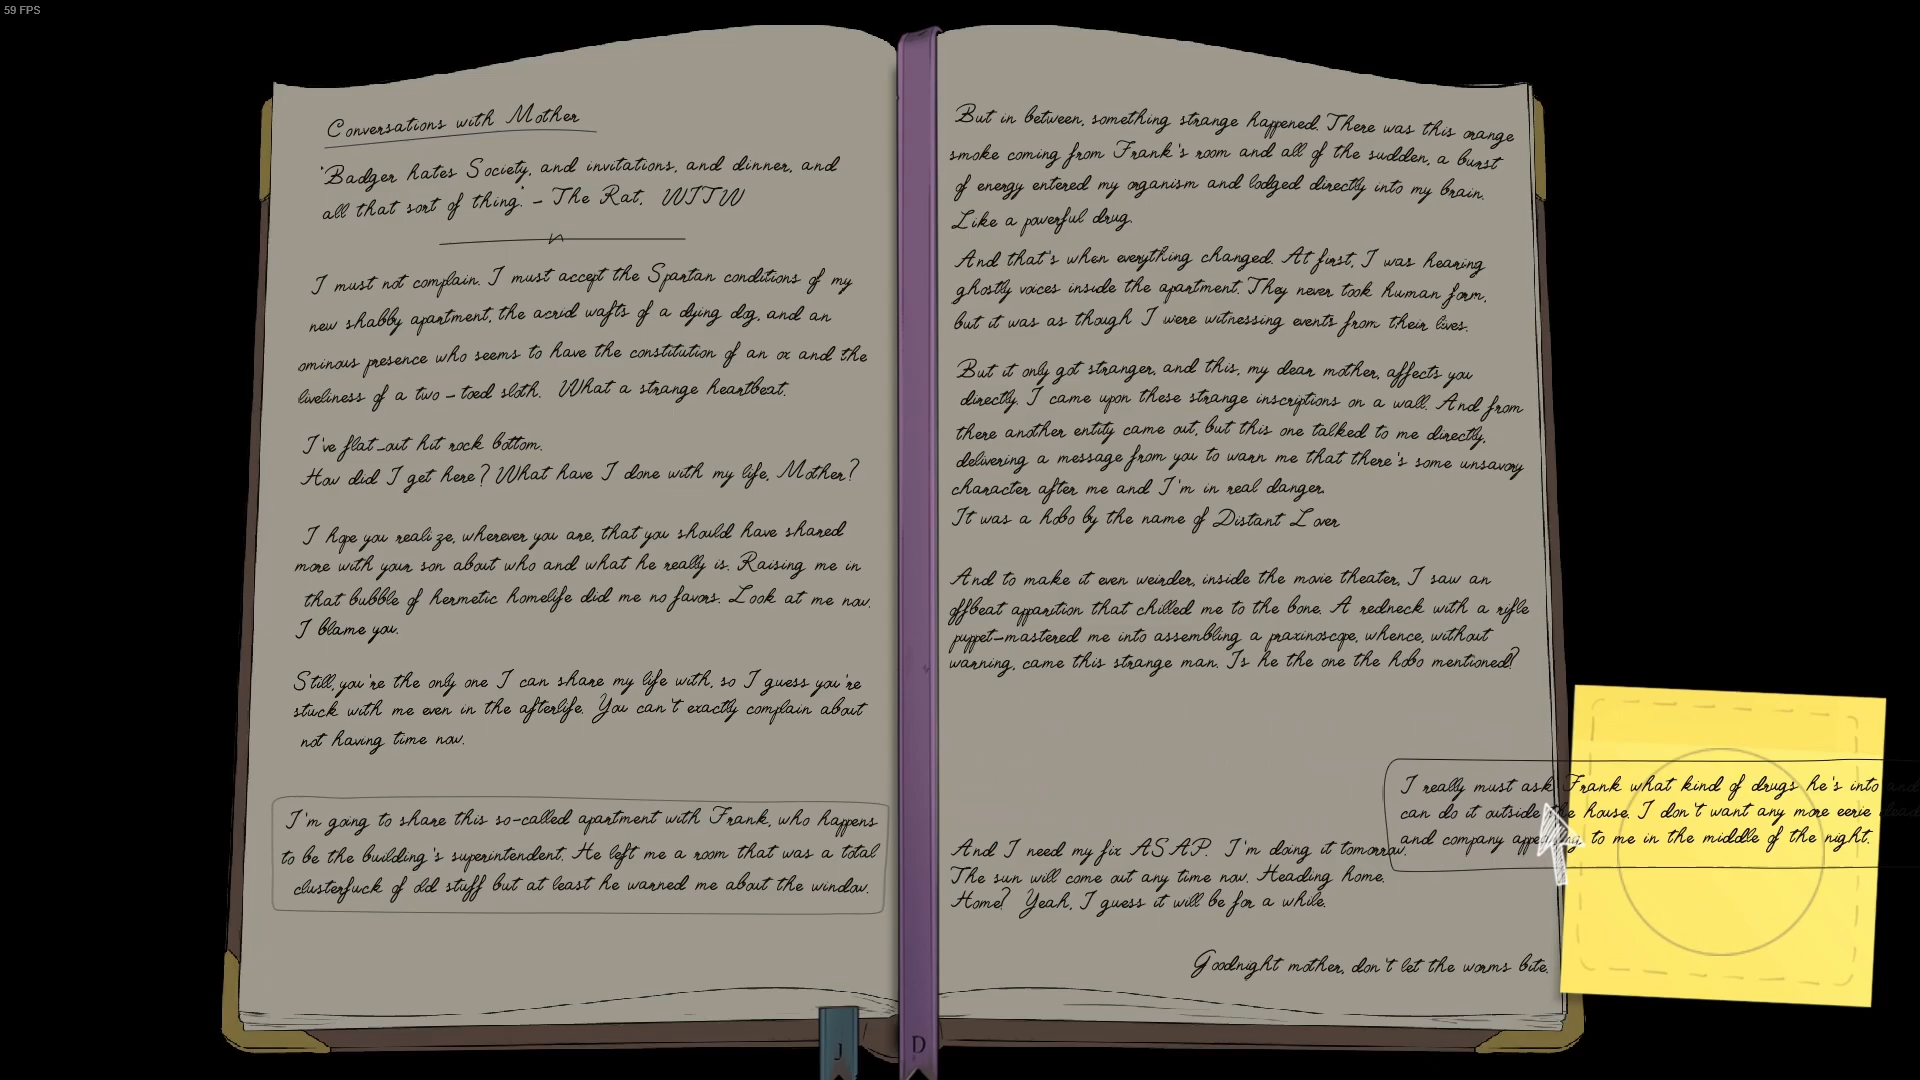 59 FPS
Conversations with Mother
"Badger hates Society, and invitations, and dinner, and
all that sort of thing." - The Rat, WITW
I must not complain. I must accept the Spartan conditions of my
new shabby apartment, the acrid wafts of a dying dog, and an
ominous presence who seems to have the constitution of an ox and the
liveliness of a two-toed sloth. What a strange heartbeat.
I've flat-out hit rock bottom.
How did I get here? What have I done with my life, Mother?
I hope you realize, wherever you are, that you should have shared
more with your son about who and what he really is. Raising me in
that bubble of hermetic homelife did me no favors. Look at me now.
I blame you.
Still, you're the only one I can share my life with, so I guess you're
stuck with me even in the afterlife. You can't exactly complain about
not having time now.
I'm going to share this so-called apartment with Frank, who happens
to be the building's superintendent. He left me a room that was a total
clusterfuck of old stuff but at least he warned me about the window.
But in between, something strange happened. There was this orange
smoke coming from Frank's room and all of the sudden, a burst
of energy entered my organism and lodged directly into my brain.
Like a powerful drug.
And that's when everything changed. At first, I was hearing
ghostly voices inside the apartment. They never took human form,
but it was as though I were witnessing events from their lives.
But it only got stranger, and this, my dear mother, affects you
directly. I came upon these strange inscriptions on a wall. And from
there another entity came out, but this one talked to me directly,
delivering a message from you to warn me that there's some unsavory
character after me and I'm in real danger.
It was a hobo by the name of Distant Lover
And to make it even weirder, inside the movie theater, I saw an
offbeat apparition that chilled me to the bone. A redneck with a rifle
puppet-mastered me into assembling a praxinoscope, whence, without
warning, came this strange man. Is he the one the hobo mentioned?
I really must ask Frank what kind of drugs he's into and
can do it outside the house. I don't want any more eerie dead
and company appearing to me in the middle of the night.
And I need my fix ASAP. I'm doing it tomorrow.
The sun will come out any time now. Heading home.
Home? Yeah, I guess it will be for a while.
Goodnight mother, don't let the worms bite.
J
D